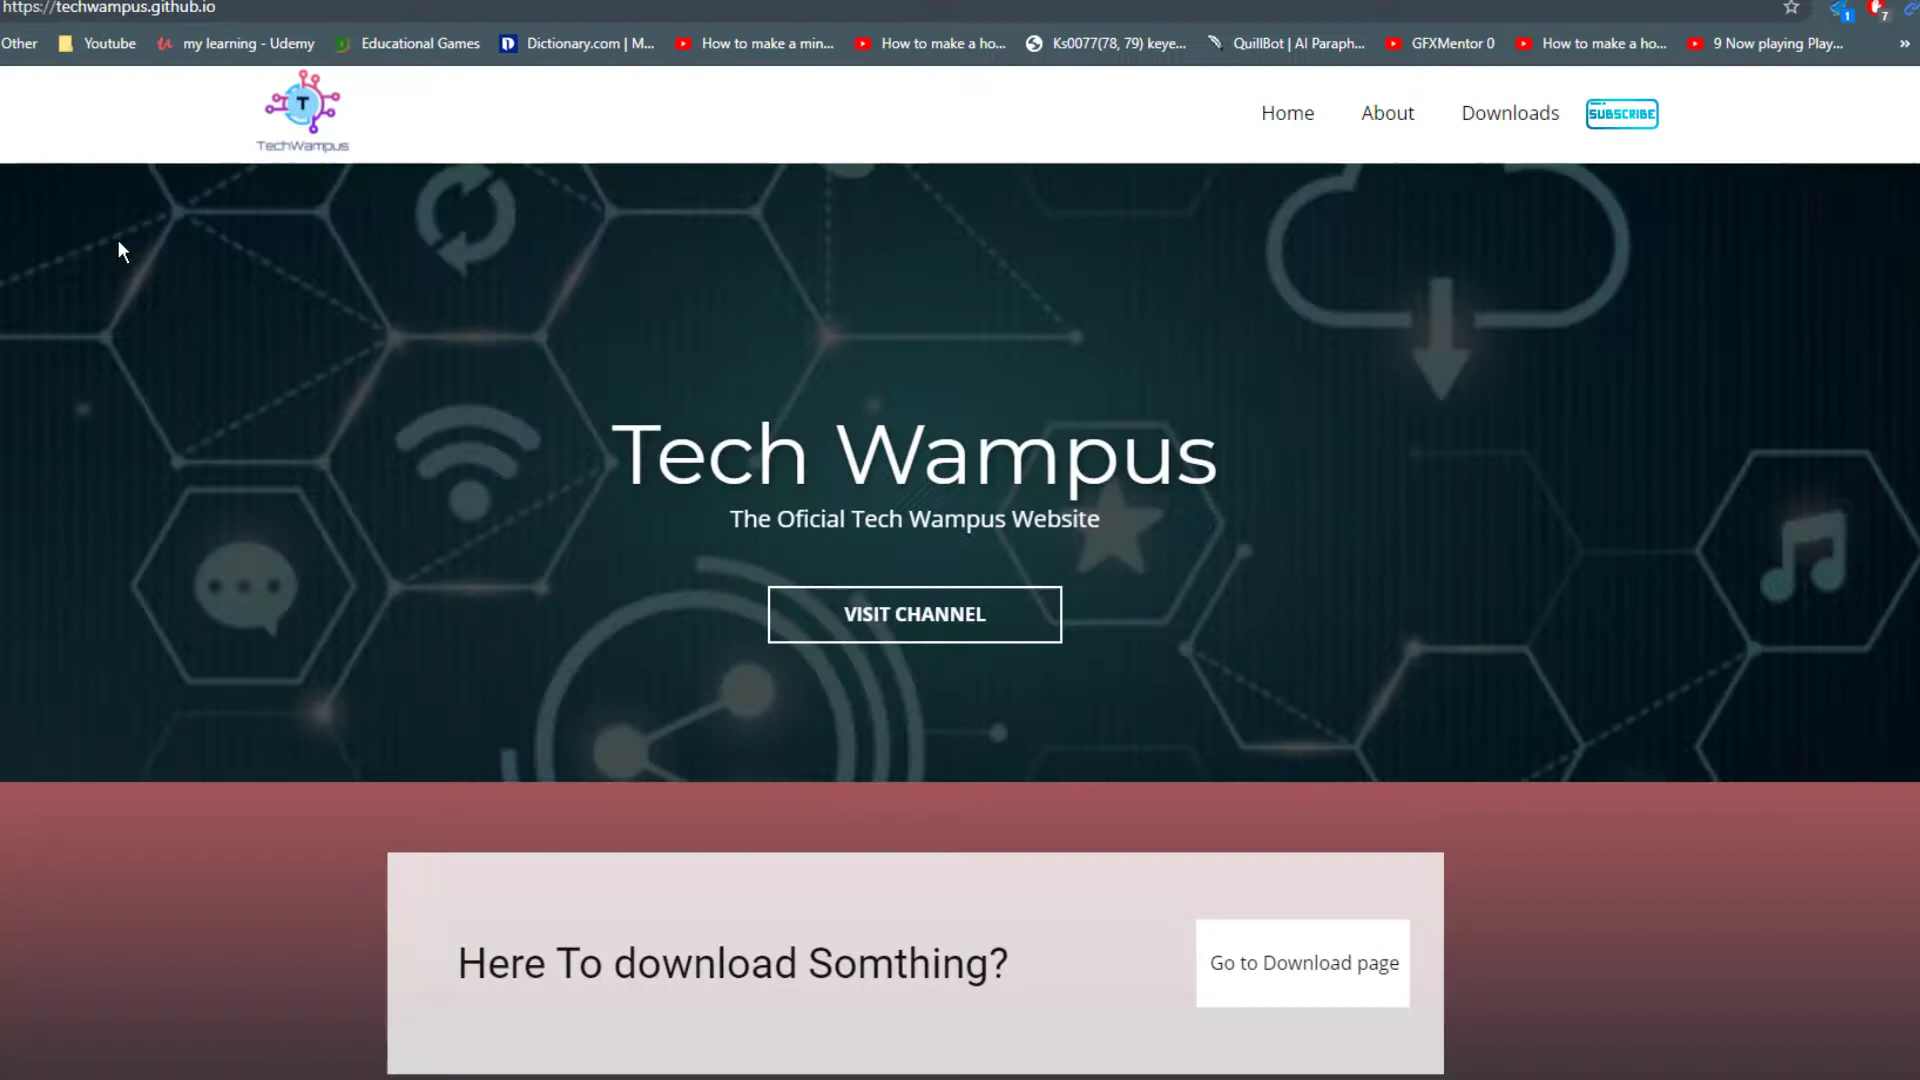 https://techwampus.github.io
1
7
Other Youtube my learning - Udemy Educational Games Dictionary.com | M... How to make a min... How to make a ho... Ks0077(78, 79) keye... QuillBot | AI Paraph... GFXMentor 0 How to make a ho... 9 Now playing Play... »
T
TechWampus
Home About Downloads SUBSCRIBE
Tech Wampus
The Oficial Tech Wampus Website
VISIT CHANNEL
Here To download Somthing?
Go to Download page